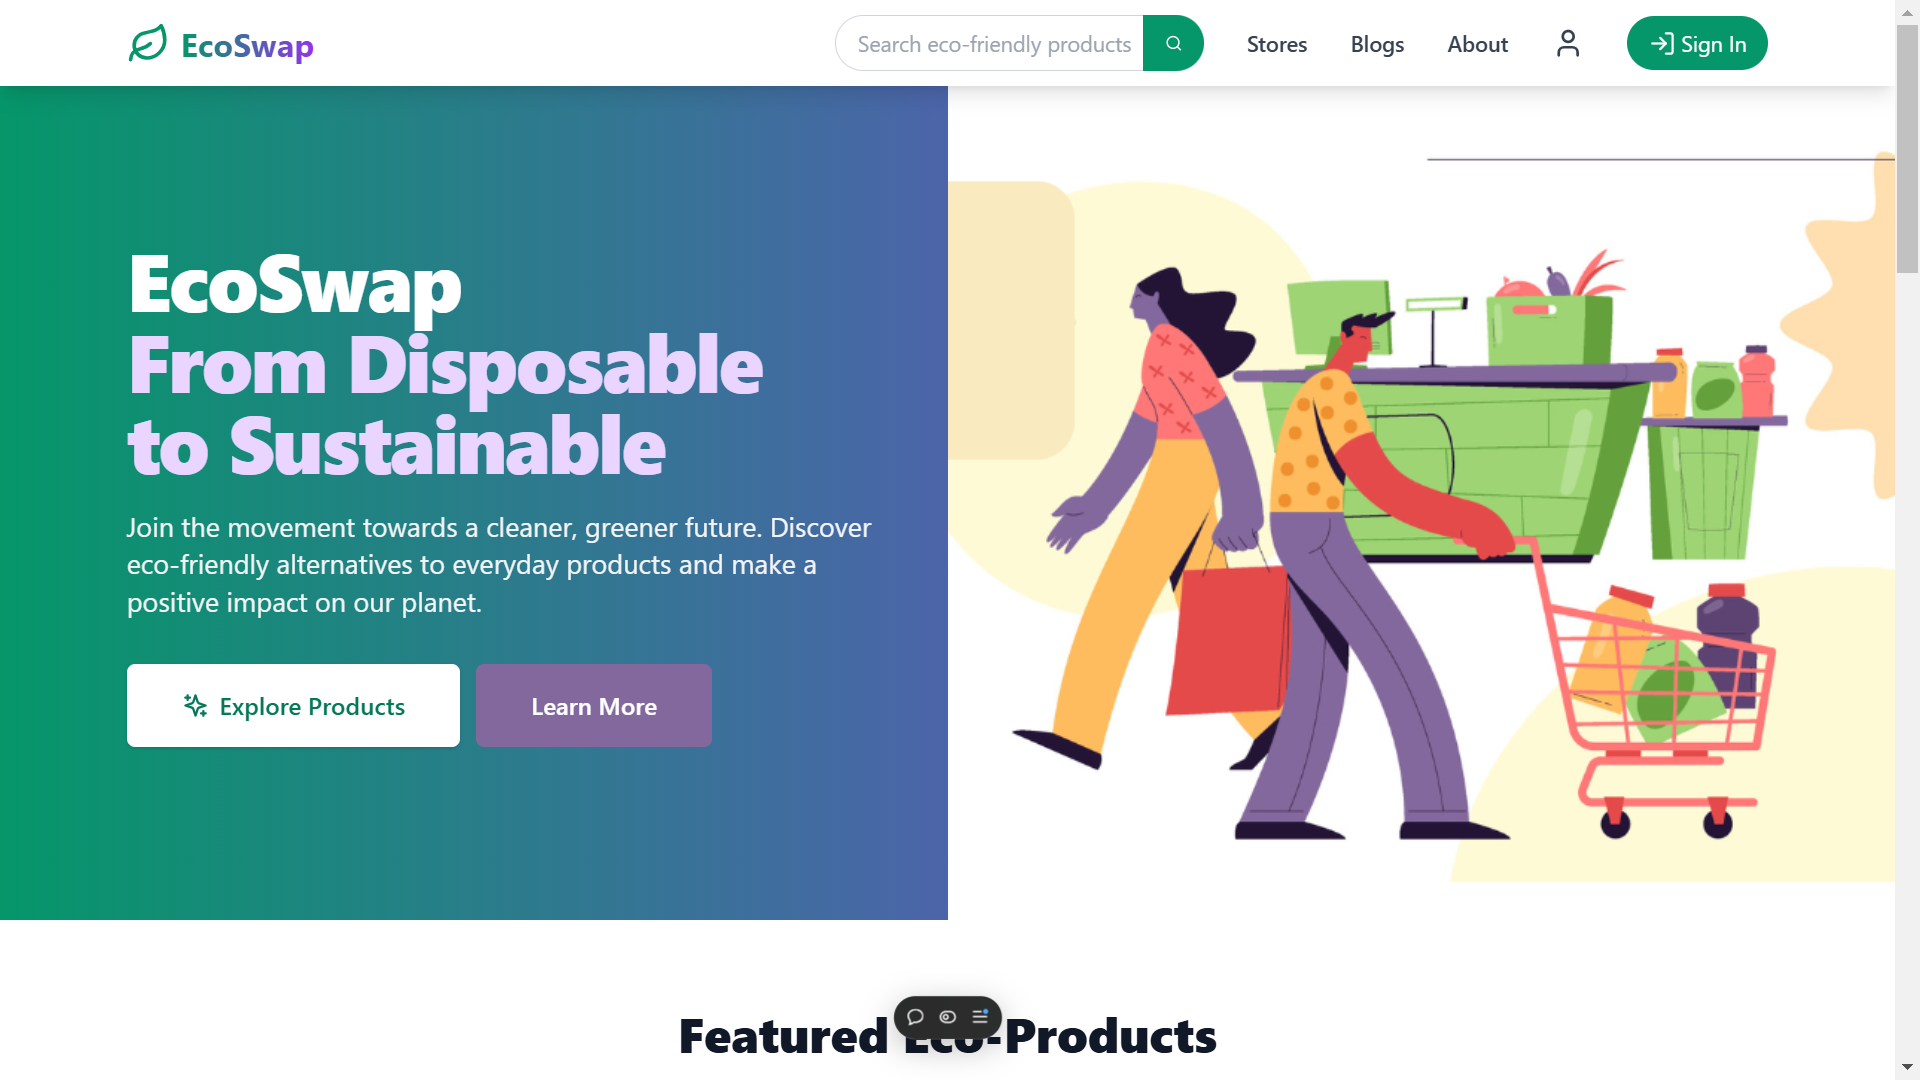 EcoSwap
Search eco-friendly products
Stores
Blogs
About
Sign In
EcoSwap
From Disposable
to Sustainable
Join the movement towards a cleaner, greener future. Discover
eco-friendly alternatives to everyday products and make a
positive impact on our planet.
Explore Products
Learn More
Featured Eco-Products